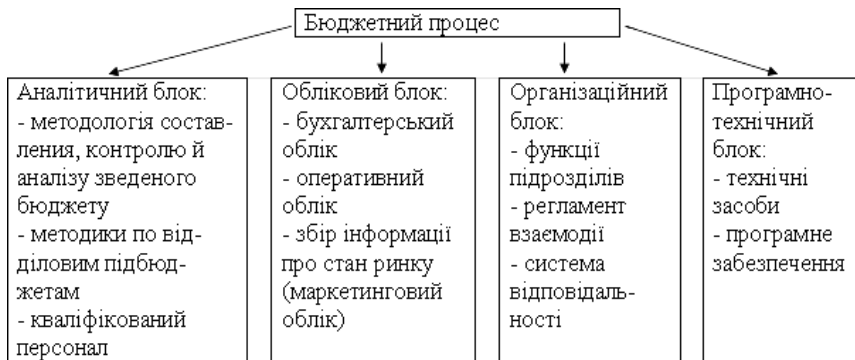 Бюджетний процес
Аналітичний блок:
- методологія состав-
лення, контролю й
аналізу зведеного
бюджету
- методики по від-
діловим підбюд-
жетам
- кваліфікований
персонал
Обліковий блок:
- бухгалтерський
облік
- оперативний
облік
- збір інформації
про стан ринку
(маркетинговий
облік)
Організаційний
блок:
- функції
підрозділів
- регламент
взаємодії
- система
відповідаль-
ності
Програмно-
технічний
блок:
- технічні
засоби
- програмне
забезпечення